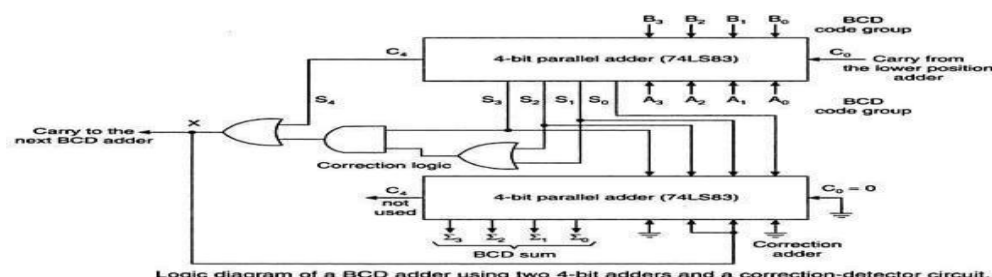 B3 B2 B1 B0 BCD code group
C4 4-bit parallel adder (74LS83) C0 Carry from the lower position adder
S4 S3 S2 S1 S0 A3 A2 A1 A0 BCD code group
X
Carry to the next BCD adder
Correction logic
C4 not used 4-bit parallel adder (74LS83) C0 = 0
Σ3 Σ2 Σ1 Σ0
BCD sum
Correction adder
Logic diagram of a BCD adder using two 4-bit adders and a correction-detector circuit.